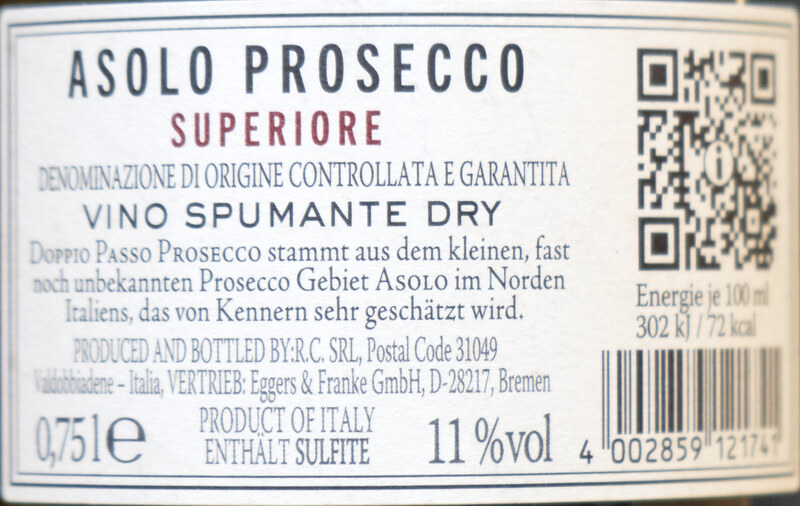 ASOLO PROSECCO
SUPERIORE
DENOMINAZIONE DI ORIGINE CONTROLLATA E GARANTITA
VINO SPUMANTE DRY
DOPPIO PASSO PROSECCO stammt aus dem kleinen, fast
noch unbekannten Prosecco Gebiet ASOLO im Norden
Italiens, das von Kennern sehr geschätzt wird.
PRODUCED AND BOTTLED BY:R.C. SRL, Postal Code 31049
Valdobbiadene – Italia, VERTRIEB: Eggers & Franke GmbH, D-28217, Bremen
0,75 l e
PRODUCT OF ITALY
ENTHÄLT SULFITE
11 %vol
i
Energie je 100 ml
302 kJ / 72 kcal
4 002859 121741